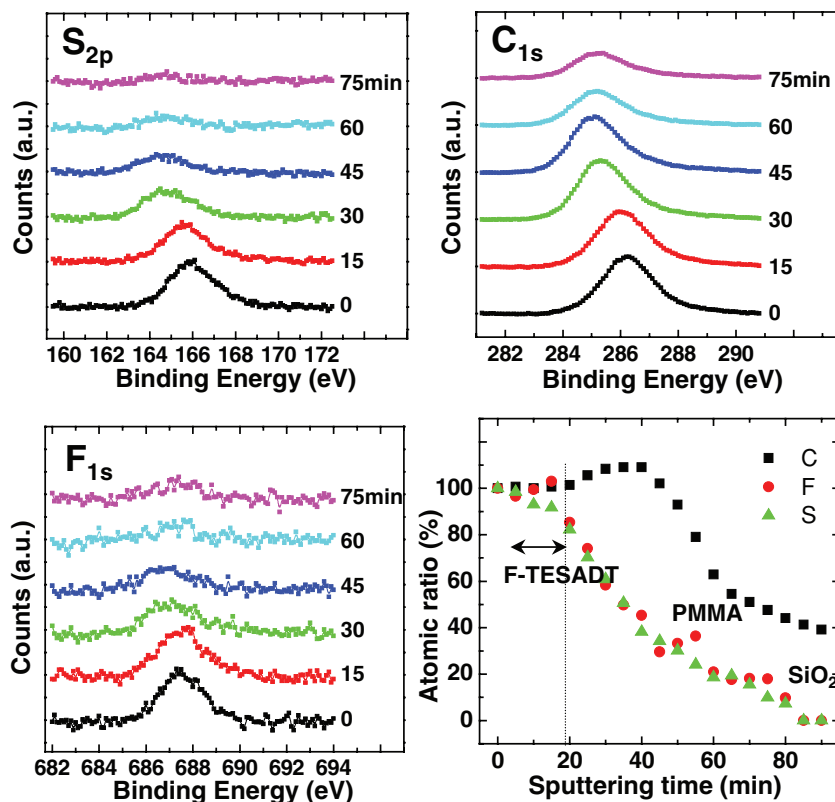 S2p
75min
60
45
30
15
0
Counts (a.u.)
160 162 164 166 168 170 172
Binding Energy (eV)
C1s
75min
60
45
30
15
0
Counts (a.u.)
282 284 286 288 290
Binding Energy (eV)
F1s
75min
60
45
30
15
0
Counts (a.u.)
682 684 686 688 690 692 694
Binding Energy (eV)
C
F
S
100
80
60
40
20
0
F-TESADT
PMMA
SiO2
Atomic ratio (%)
0 20 40 60 80
Sputtering time (min)